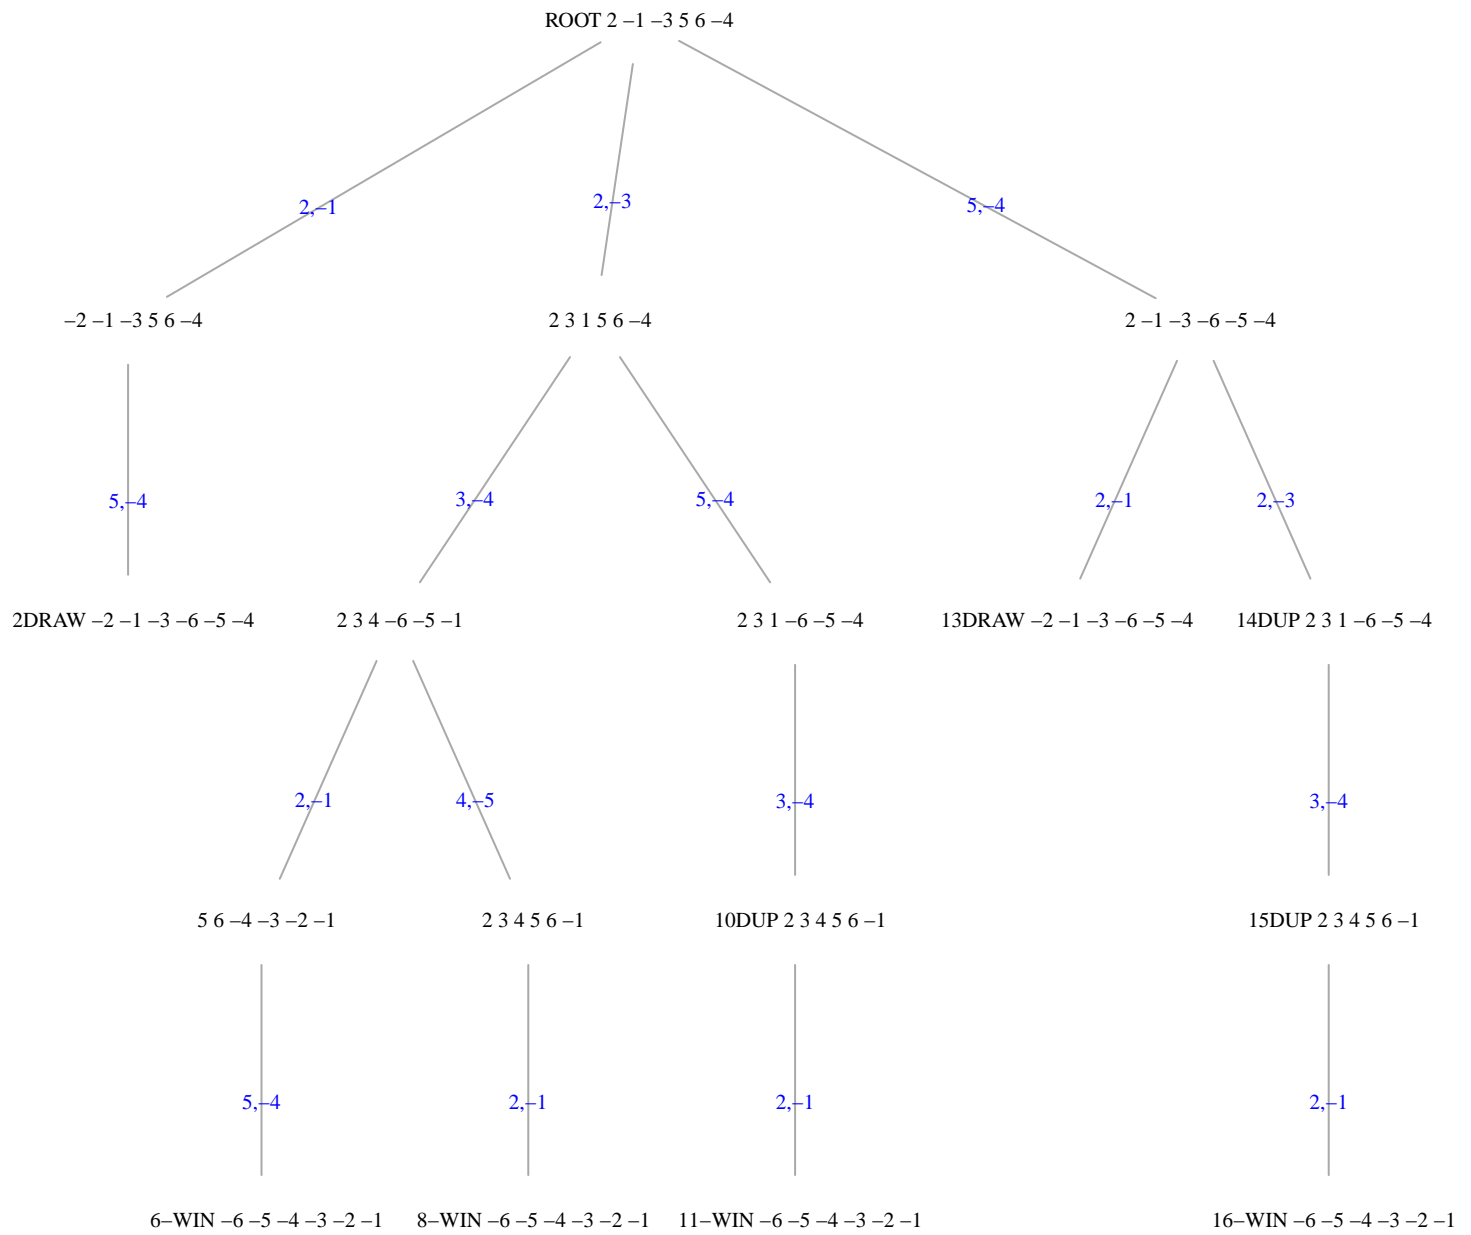 ROOT 2 –1 –3 5 6 –4
2,–1
2,–3
5,–4
–2 –1 –3 5 6 –4
2 3 1 5 6 –4
2 –1 –3 –6 –5 –4
5,–4
3,–4
5,–4
2,–1
2,–3
2DRAW –2 –1 –3 –6 –5 –4
2 3 4 –6 –5 –1
2 3 1 –6 –5 –4
13DRAW –2 –1 –3 –6 –5 –4
14DUP 2 3 1 –6 –5 –4
2,–1
4,–5
3,–4
3,–4
5 6 –4 –3 –2 –1
2 3 4 5 6 –1
10DUP 2 3 4 5 6 –1
15DUP 2 3 4 5 6 –1
5,–4
2,–1
2,–1
2,–1
6–WIN –6 –5 –4 –3 –2 –1
8–WIN –6 –5 –4 –3 –2 –1
11–WIN –6 –5 –4 –3 –2 –1
16–WIN –6 –5 –4 –3 –2 –1